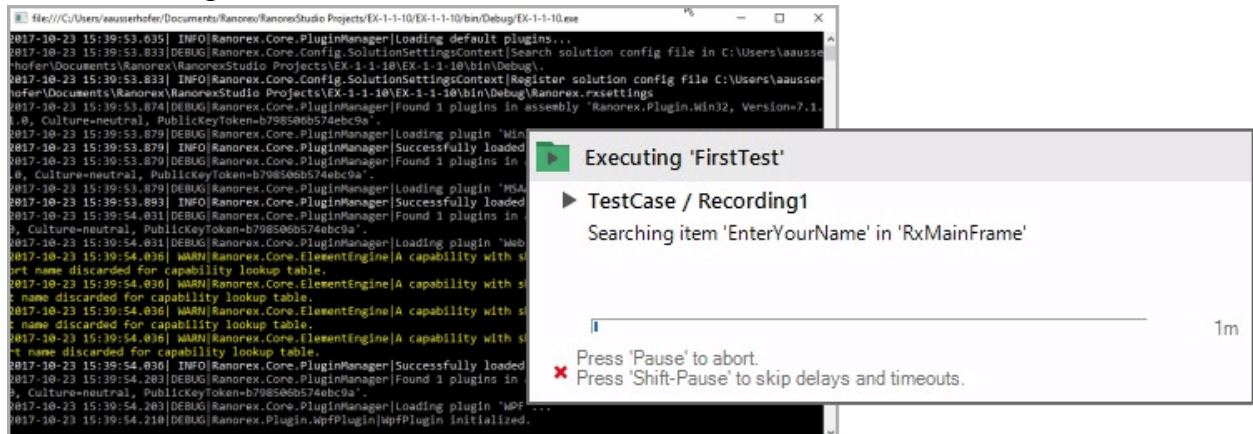 file:///C:/Users/aausserhofer/Documents/Ranorex/RanorexStudio Projects/EX-1-1-10/EX-1-1-10/bin/Debug/EX-1-1-10.exe
2017-10-23 15:39:53.635| INFO|Ranorex.Core.PluginManager|Loading default plugins...
2017-10-23 15:39:53.833|DEBUG|Ranorex.Core.Config.SolutionSettingsContext|Search solution config file in C:\Users\aausse
rhofer\Documents\Ranorex\RanorexStudio Projects\EX-1-1-10\EX-1-1-10\bin\Debug\.
2017-10-23 15:39:53.833| INFO|Ranorex.Core.Config.SolutionSettingsContext|Register solution config file C:\Users\aausser
hofer\Documents\Ranorex\RanorexStudio Projects\EX-1-1-10\EX-1-1-10\bin\Debug\Ranorex.rxsettings
2017-10-23 15:39:53.874|DEBUG|Ranorex.Core.PluginManager|Found 1 plugins in assembly 'Ranorex.Plugin.Win32, Version=7.1.
1.0, Culture=neutral, PublicKeyToken=b798506b574ebc9a'.
2017-10-23 15:39:53.879|DEBUG|Ranorex.Core.PluginManager|Loading plugin 'Win
2017-10-23 15:39:53.879| INFO|Ranorex.Core.PluginManager|Successfully loaded
2017-10-23 15:39:53.879|DEBUG|Ranorex.Core.PluginManager|Found 1 plugins in
.0, Culture=neutral, PublicKeyToken=b798506b574ebc9a'.
2017-10-23 15:39:53.879|DEBUG|Ranorex.Core.PluginManager|Loading plugin 'MSA
2017-10-23 15:39:53.893| INFO|Ranorex.Core.PluginManager|Successfully loaded
2017-10-23 15:39:54.031|DEBUG|Ranorex.Core.PluginManager|Found 1 plugins in
0, Culture=neutral, PublicKeyToken=b798506b574ebc9a'.
2017-10-23 15:39:54.031|DEBUG|Ranorex.Core.PluginManager|Loading plugin 'Web
2017-10-23 15:39:54.036| WARN|Ranorex.Core.ElementEngine|A capability with s
ort name discarded for capability lookup table.
2017-10-23 15:39:54.036| WARN|Ranorex.Core.ElementEngine|A capability with s
t name discarded for capability lookup table.
2017-10-23 15:39:54.036| WARN|Ranorex.Core.ElementEngine|A capability with s
t name discarded for capability lookup table.
2017-10-23 15:39:54.036| WARN|Ranorex.Core.ElementEngine|A capability with s
rt name discarded for capability lookup table.
2017-10-23 15:39:54.036| INFO|Ranorex.Core.PluginManager|Successfully loaded
2017-10-23 15:39:54.203|DEBUG|Ranorex.Core.PluginManager|Found 1 plugins in
0, Culture=neutral, PublicKeyToken=b798506b574ebc9a'.
2017-10-23 15:39:54.203|DEBUG|Ranorex.Core.PluginManager|Loading plugin 'WPF'...
2017-10-23 15:39:54.210|DEBUG|Ranorex.Plugin.WpfPlugin|WpfPlugin initialized.
Executing 'FirstTest'
TestCase / Recording1
Searching item 'EnterYourName' in 'RxMainFrame'
1m
Press 'Pause' to abort.
Press 'Shift-Pause' to skip delays and timeouts.